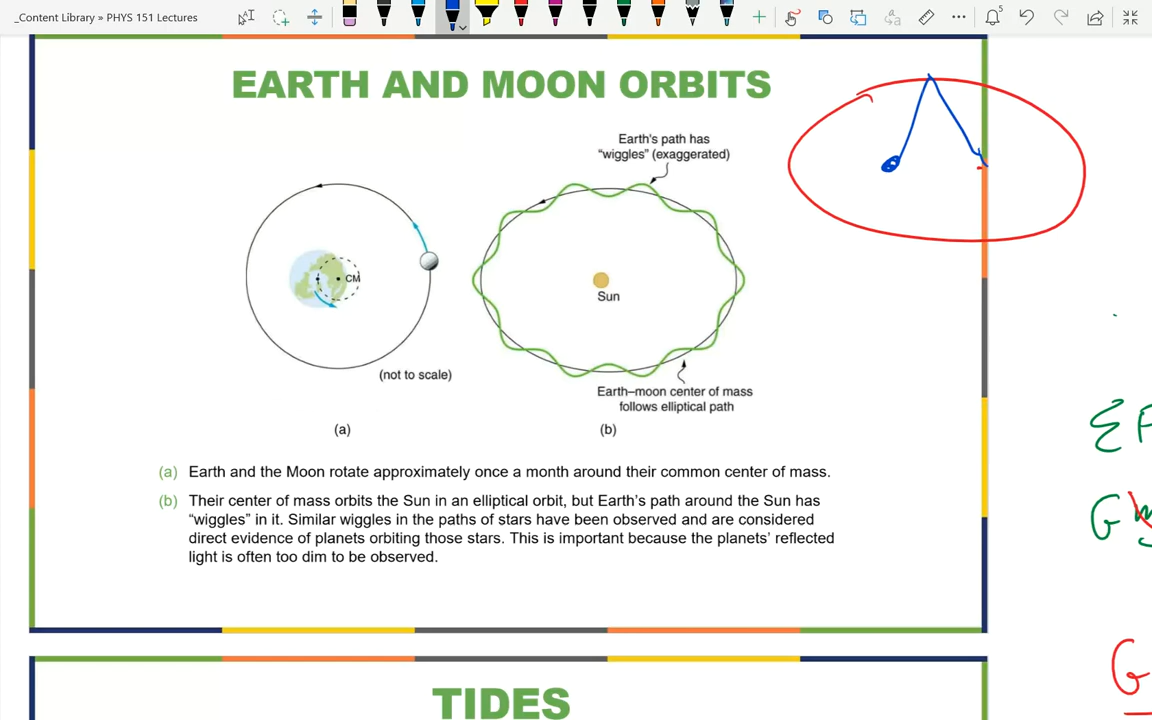 _Content Library » PHYS 151 Lectures
5
EARTH AND MOON ORBITS
Earth's path has
"wiggles" (exaggerated)
CM
Sun
(not to scale)
Earth–moon center of mass
follows elliptical path
(a)
(b)
(a) Earth and the Moon rotate approximately once a month around their common center of mass.
(b) Their center of mass orbits the Sun in an elliptical orbit, but Earth's path around the Sun has
"wiggles" in it. Similar wiggles in the paths of stars have been observed and are considered
direct evidence of planets orbiting those stars. This is important because the planets' reflected
light is often too dim to be observed.
Σ F
G m
G
TIDES